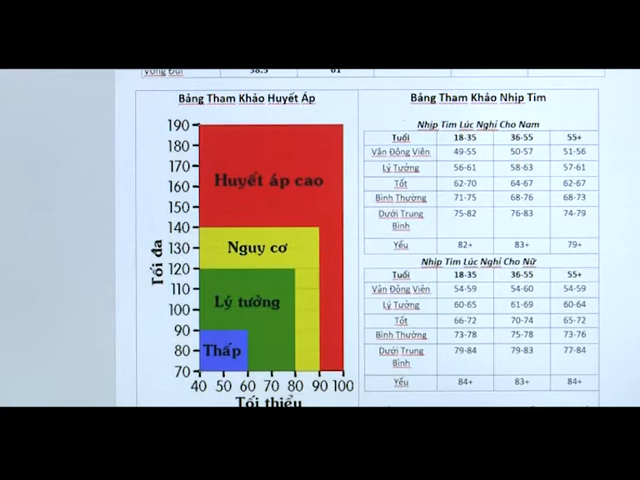 Vòng Đùi 38.5 61
Bảng Tham Khảo Huyết Áp
190
180
170
160
150
140
130
120
110
100
90
80
70
Tối đa
Huyết áp cao
Nguy cơ
Lý tưởng
Thấp
40 50 60 70 80 90 100
Tối thiểu
Bảng Tham Khảo Nhịp Tim
Nhịp Tim Lúc Nghỉ Cho Nam
Tuổi 18-35 36-55 55+
Vận Động Viên 49-55 50-57 51-56
Lý Tưởng 56-61 58-63 57-61
Tốt 62-70 64-67 62-67
Bình Thường 71-75 68-76 68-73
Dưới Trung 75-82 76-83 74-79
Bình
Yếu 82+ 83+ 79+
Nhịp Tim Lúc Nghỉ Cho Nữ
Tuổi 18-35 36-55 55+
Vận Động Viên 54-59 54-60 54-59
Lý Tưởng 60-65 61-69 60-64
Tốt 66-72 70-74 65-72
Bình Thường 73-78 75-78 73-76
Dưới Trung 79-84 79-83 77-84
Bình
Yếu 84+ 83+ 84+